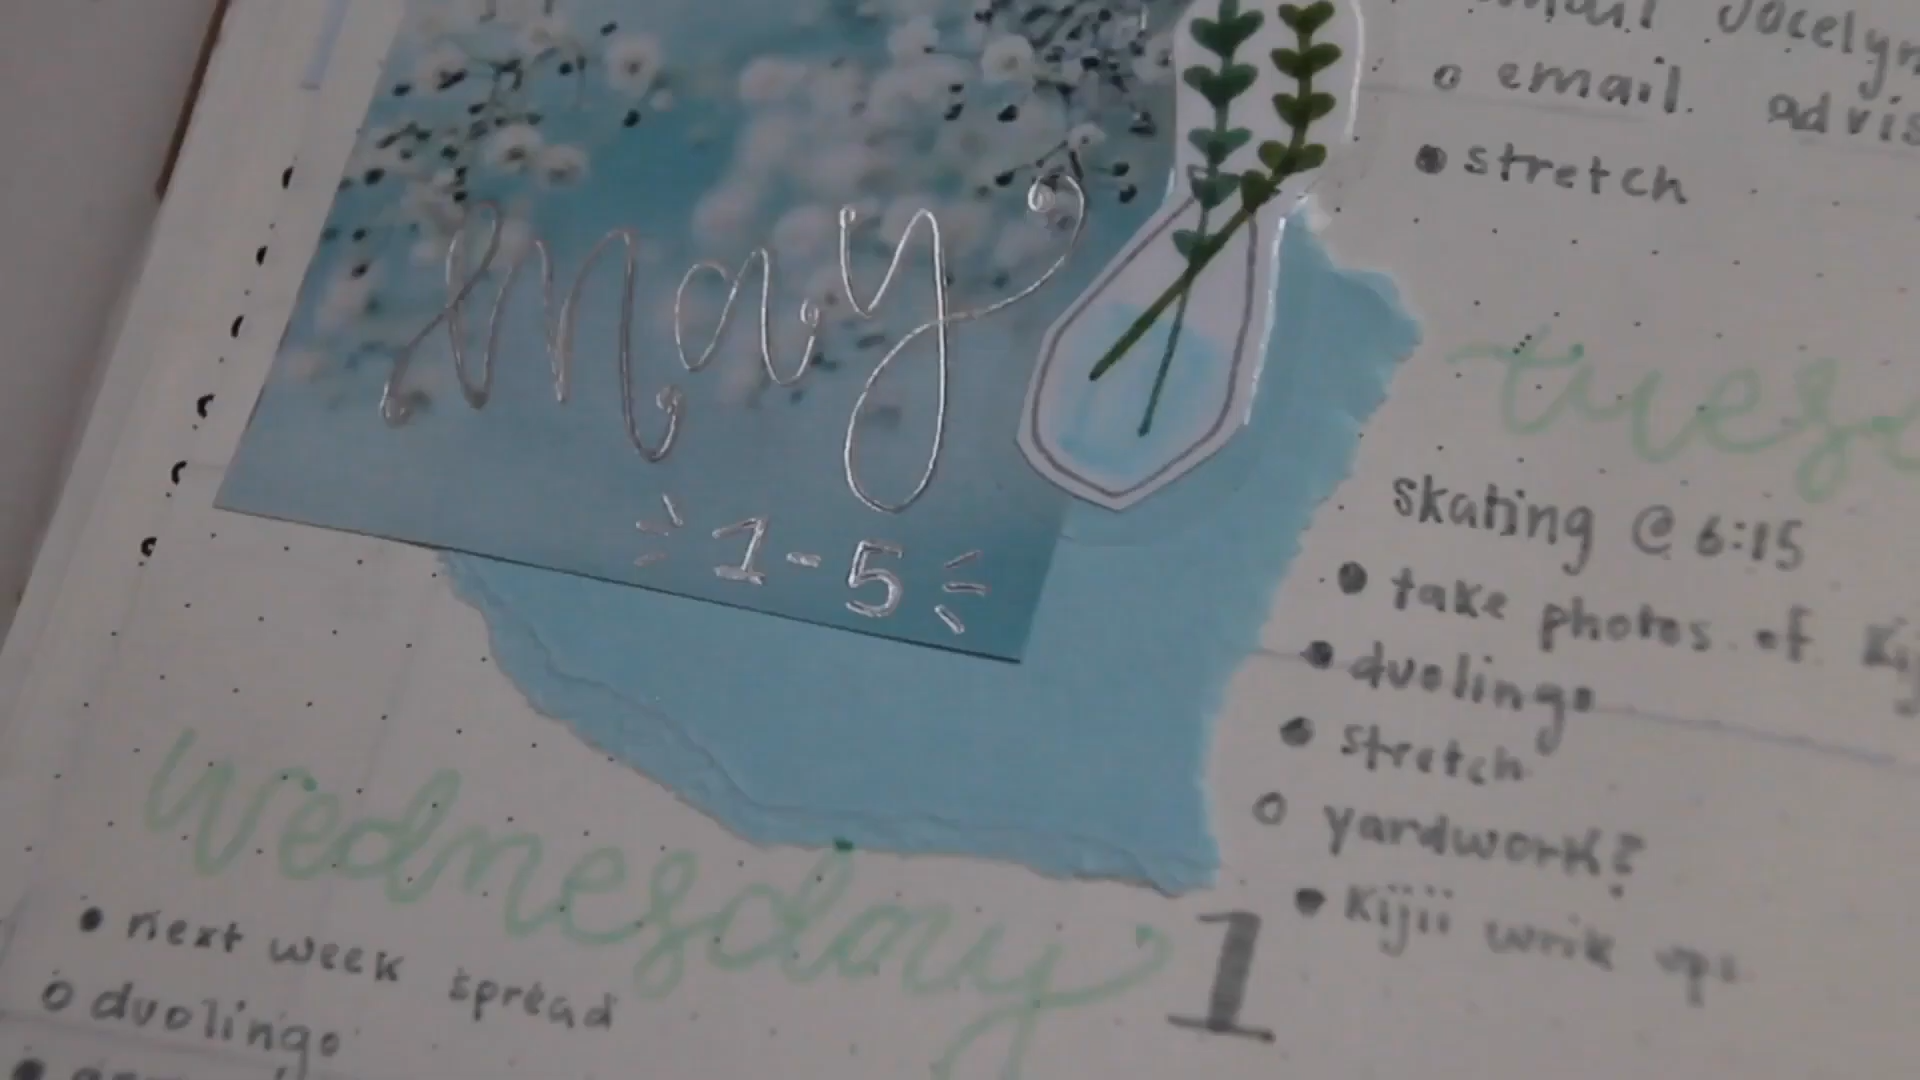 may
1-5
email.
stretch
skating @ 6:15
take photos of
duolingo
stretch
yardwork?
Kijii write ups
wednesday 1
next week spread
duolingo